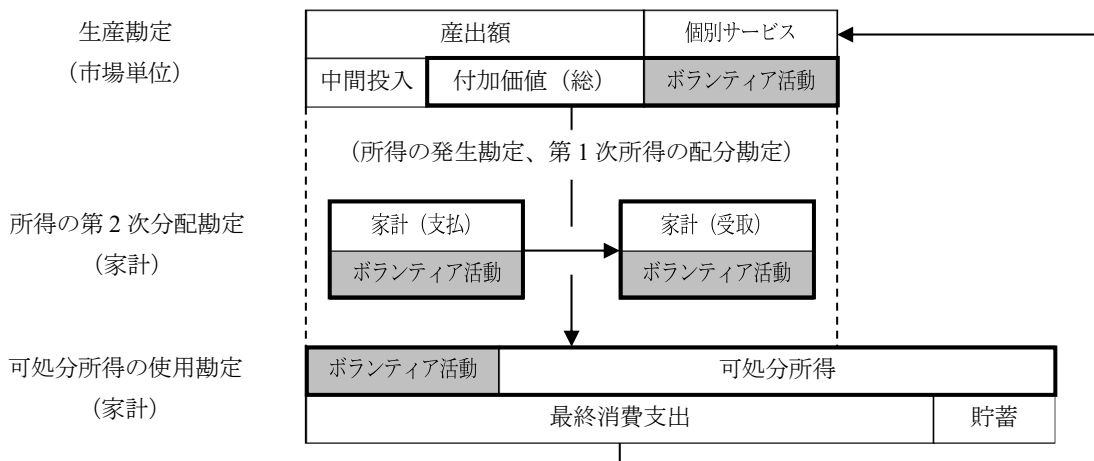 生産勘定
（市場単位）
産出額
個別サービス
中間投入
付加価値（総）
ボランティア活動
（所得の発生勘定、第１次所得の配分勘定）
所得の第２次分配勘定
（家計）
家計（支払）
ボランティア活動
家計（受取）
ボランティア活動
可処分所得の使用勘定
（家計）
ボランティア活動
可処分所得
最終消費支出
貯蓄